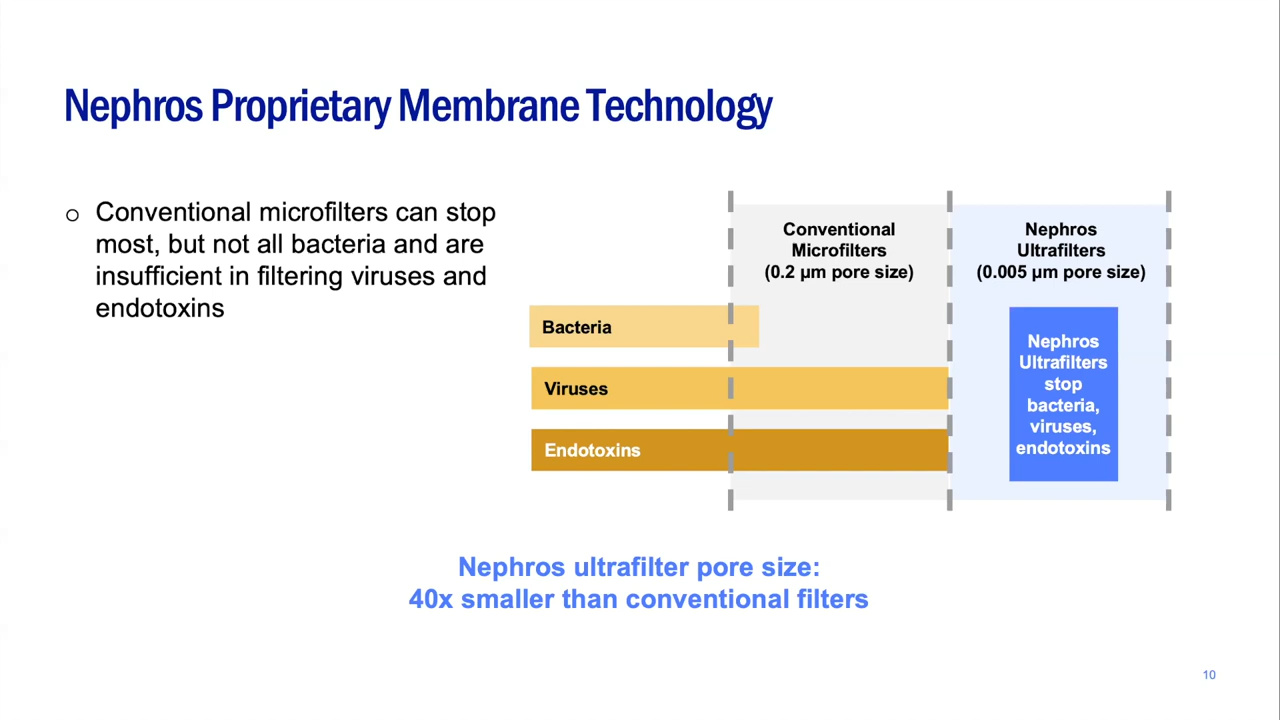 Nephros Proprietary Membrane Technology
o Conventional microfilters can stop
most, but not all bacteria and are
insufficient in filtering viruses and
endotoxins
Conventional
Microfilters
(0.2 µm pore size)
Nephros
Ultrafilters
(0.005 µm pore size)
Bacteria
Viruses
Endotoxins
Nephros
Ultrafilters
stop
bacteria,
viruses,
endotoxins
Nephros ultrafilter pore size:
40x smaller than conventional filters
10